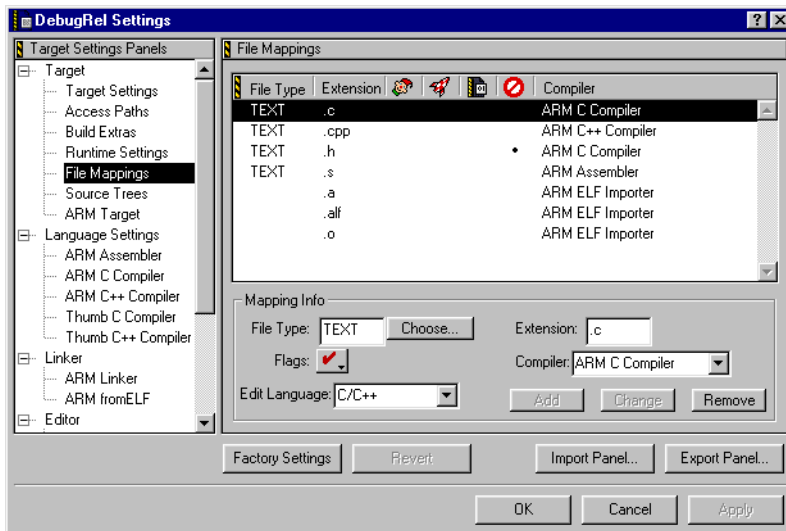 DebugRel Settings
Target Settings Panels
Target
Target Settings
Access Paths
Build Extras
Runtime Settings
File Mappings
Source Trees
ARM Target
Language Settings
ARM Assembler
ARM C Compiler
ARM C++ Compiler
Thumb C Compiler
Thumb C++ Compiler
Linker
ARM Linker
ARM fromELF
Editor
File Mappings
File Type Extension Compiler
TEXT .c ARM C Compiler
TEXT .cpp ARM C++ Compiler
TEXT .h • ARM C Compiler
TEXT .s ARM Assembler
.a ARM ELF Importer
.alf ARM ELF Importer
.o ARM ELF Importer
Mapping Info
File Type: TEXT Choose... Extension: .c
Flags: Compiler: ARM C Compiler
Edit Language: C/C++ Add Change Remove
Factory Settings Revert Import Panel... Export Panel...
OK Cancel Apply